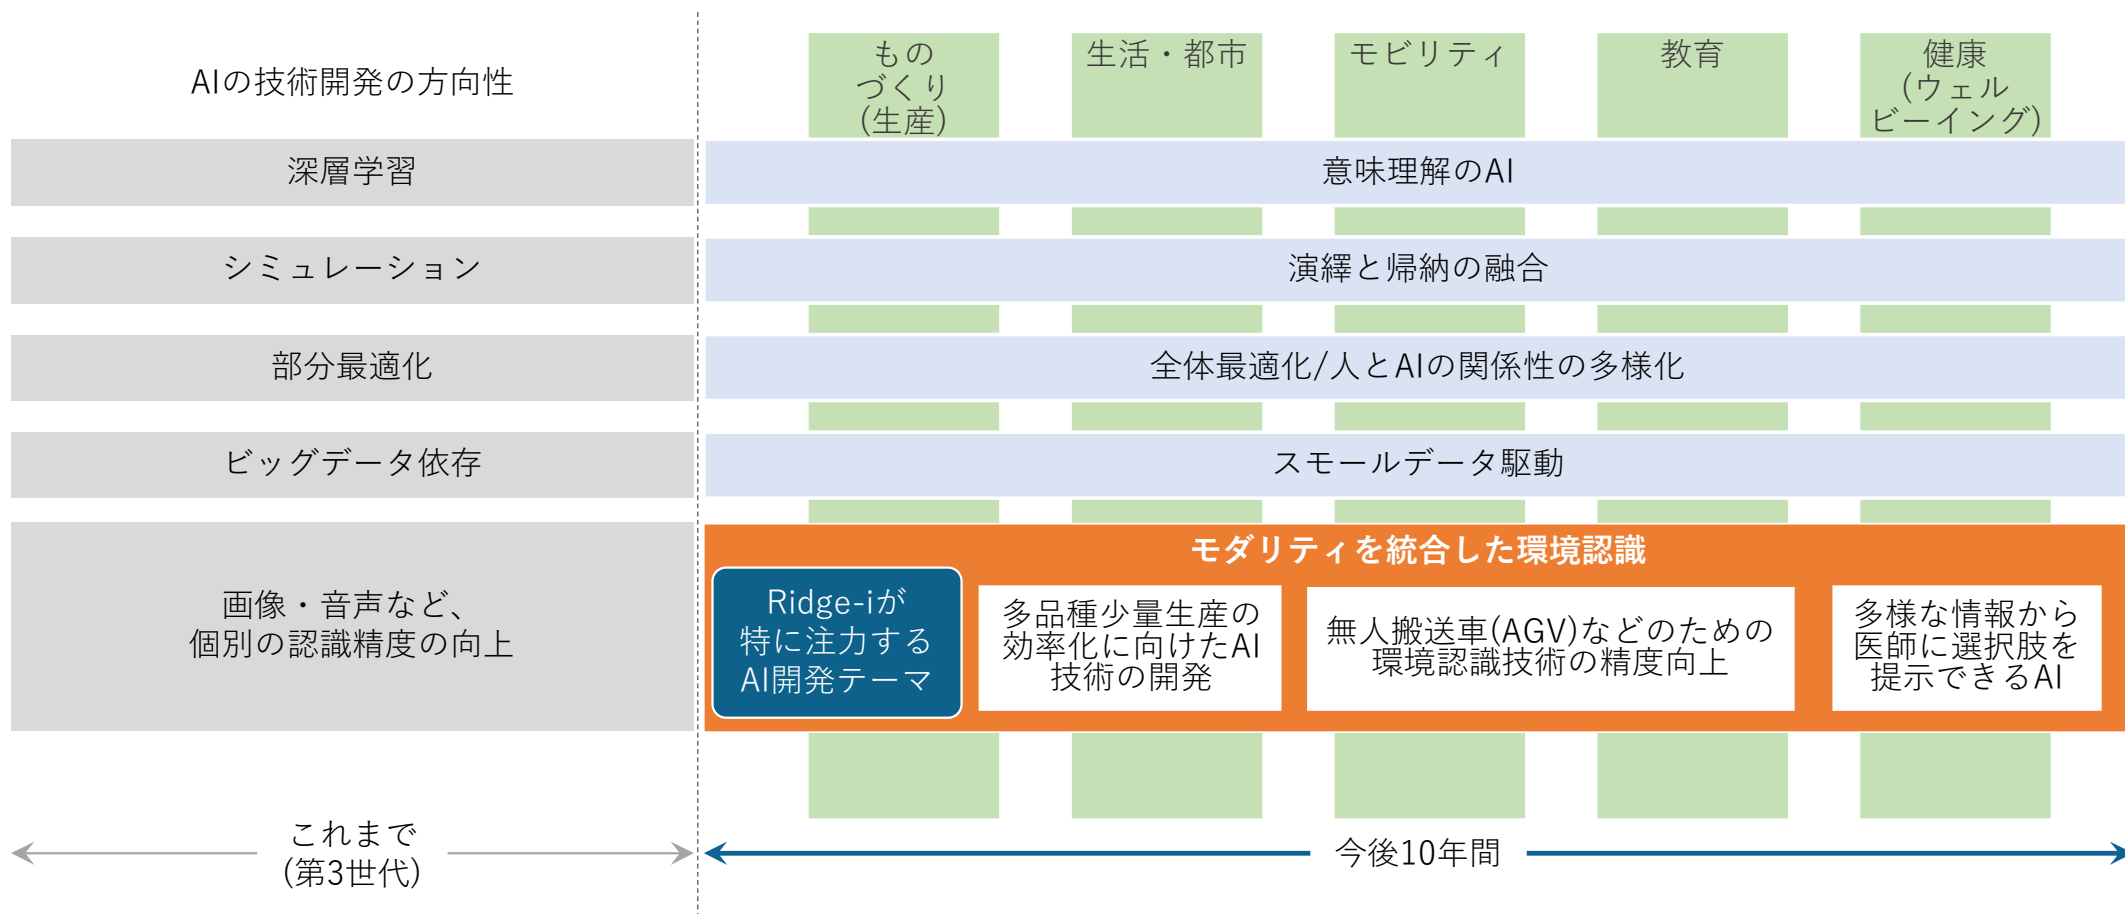 AIの技術開発の方向性
もの
づくり
(生産)
生活・都市
モビリティ
教育
健康
(ウェル
ビーイング)
深層学習
意味理解のAI
シミュレーション
演繹と帰納の融合
部分最適化
全体最適化/人とAIの関係性の多様化
ビッグデータ依存
スモールデータ駆動
画像・音声など、
個別の認識精度の向上
モダリティを統合した環境認識
Ridge-iが
特に注力する
AI開発テーマ
多品種少量生産の
効率化に向けたAI
技術の開発
無人搬送車(AGV)などのための
環境認識技術の精度向上
多様な情報から
医師に選択肢を
提示できるAI
これまで
(第3世代)
今後10年間